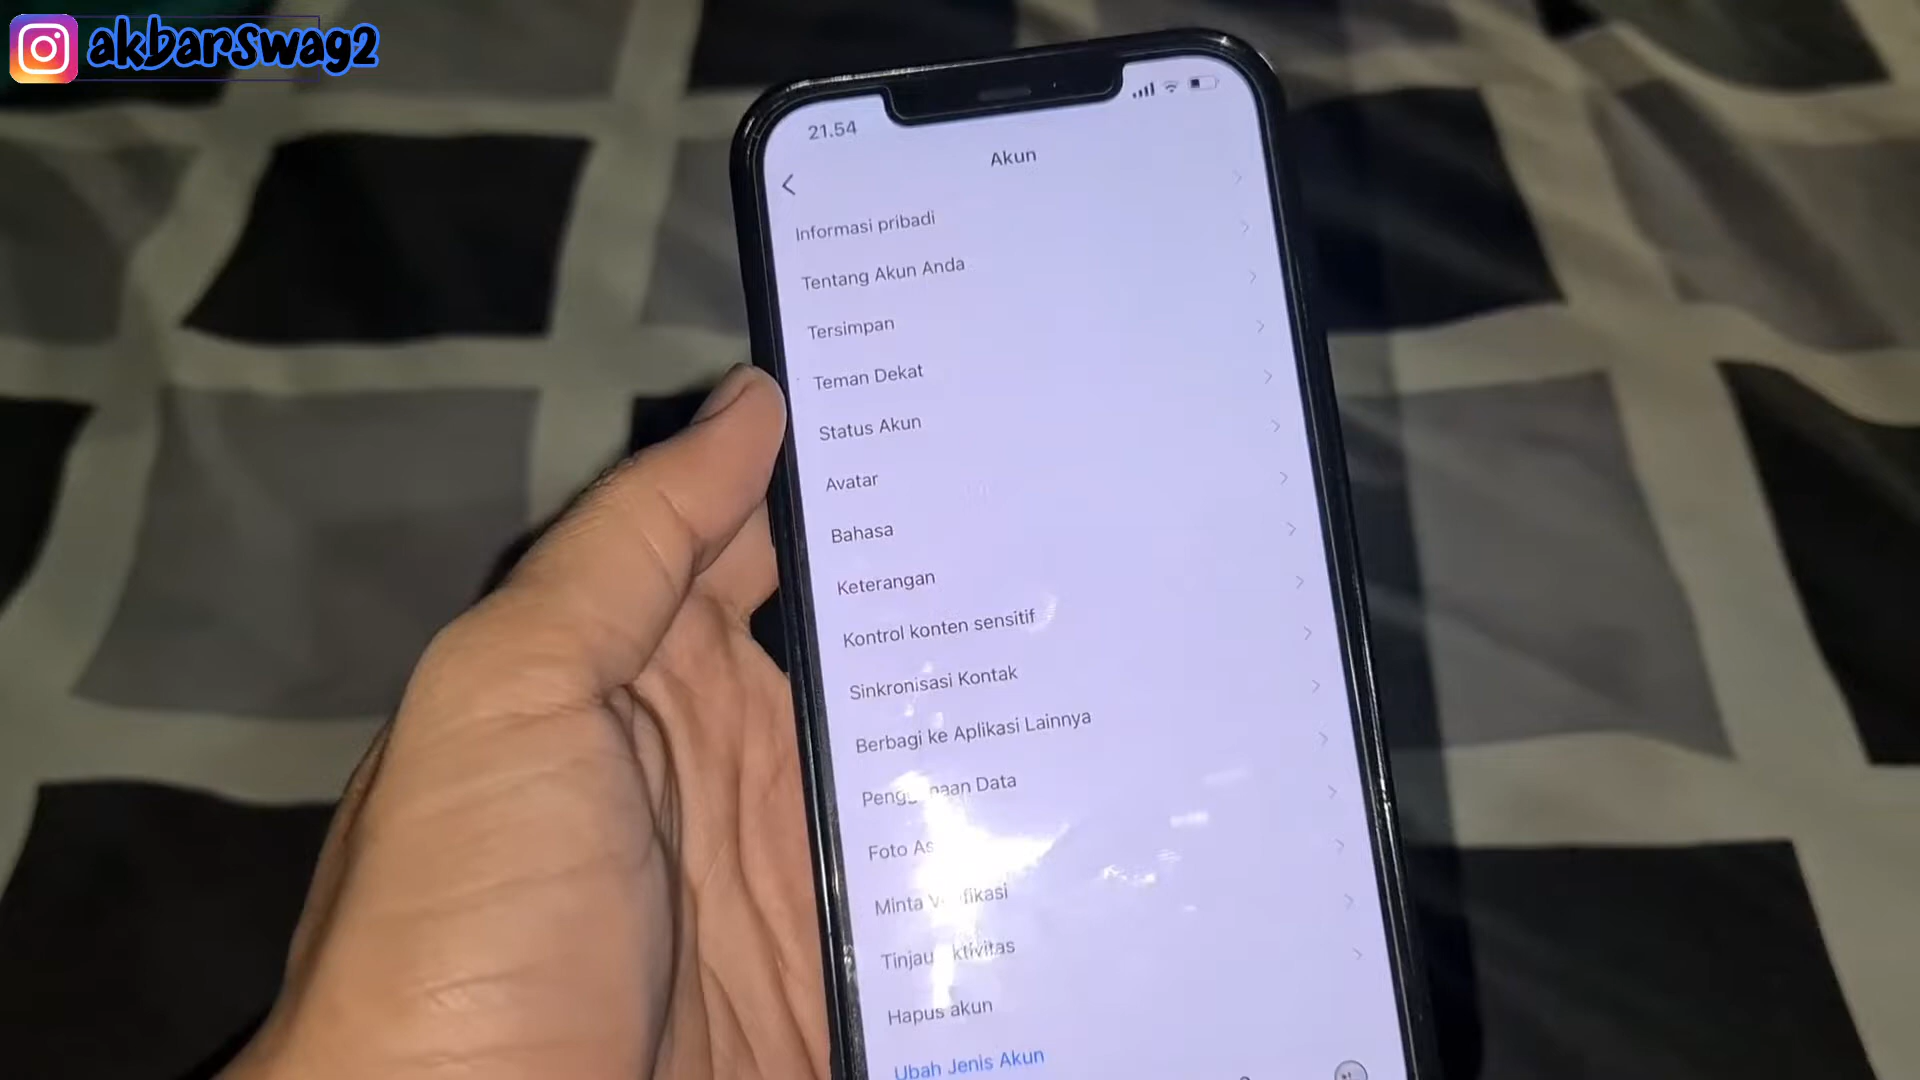 akbarswag2
21.54
Akun
Informasi pribadi
Tentang Akun Anda
Tersimpan
Teman Dekat
Status Akun
Avatar
Bahasa
Keterangan
Kontrol konten sensitif
Sinkronisasi Kontak
Berbagi ke Aplikasi Lainnya
Data
Foto
Minta
Tinjau
Hapus akun
Ubah Jenis Akun